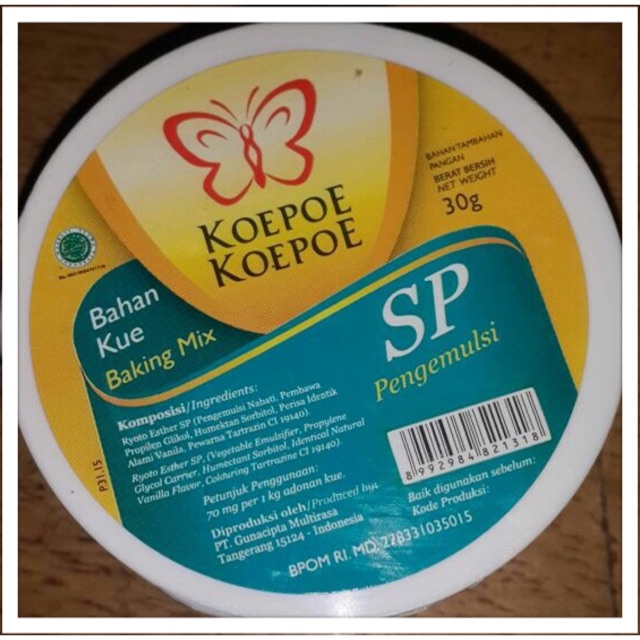 KOEPOE
KOEPOE
BAHAN TAMBAHAN
PANGAN
BERAT BERSIH
NET WEIGHT
30g
Bahan
Kue
Baking Mix
SP
Pengemulsi
Komposisi/Ingredients:
Ryoto Esther SP (Pengemulsi Nabati, Pembawa
Propilen Glikol, Humektan Sorbitol, Perisa Identik
Alami Vanila, Pewarna Tartrazin CI 19140).
Ryoto Esther SP, (Vegetable Emulsifier, Propylene
Glycol Carrier, Humectant Sorbitol, Identical Natural
Vanilla Flavor, Colouring Tartrazine CI 19140).
Petunjuk Penggunaan:
70 mg per 1 kg adonan kue.
Diproduksi oleh/Produced by:
PT. Gunacipta Multirasa
Tangerang 15124 - Indonesia
BPOM RI. MD. 278331035015
8 992984 821318
Baik digunakan sebelum:
Kode Produksi:
P31.15